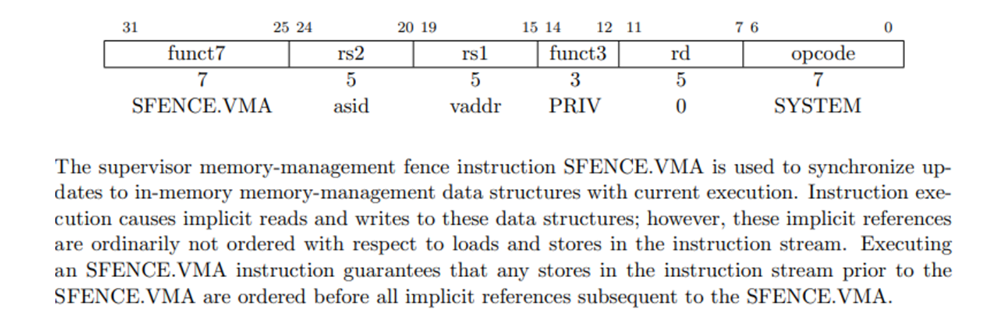 31 25 24 20 19 15 14 12 11 7 6 0
funct7 rs2 rs1 funct3 rd opcode
7 5 5 3 5 7
SFENCE.VMA asid vaddr PRIV 0 SYSTEM
The supervisor memory-management fence instruction SFENCE.VMA is used to synchronize up-
dates to in-memory memory-management data structures with current execution. Instruction exe-
cution causes implicit reads and writes to these data structures; however, these implicit references
are ordinarily not ordered with respect to loads and stores in the instruction stream. Executing
an SFENCE.VMA instruction guarantees that any stores in the instruction stream prior to the
SFENCE.VMA are ordered before all implicit references subsequent to the SFENCE.VMA.